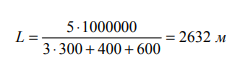 L = 5·1000000 / 3·300+400+600 = 2632 м